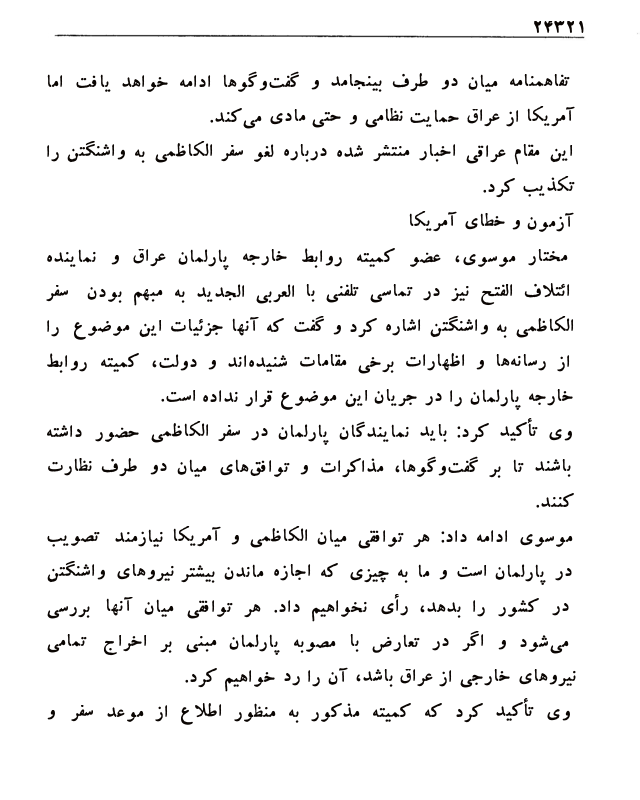 ۲۴۳۲۱
تفاهمنامه میان دو طرف بینجامد و گفت‌وگوها ادامه خواهد یافت اما
آمریکا از عراق حمایت نظامی و حتی مادی می‌کند.
این مقام عراقی اخبار منتشر شده درباره لغو سفر الکاظمی به واشنگتن را
تکذیب کرد.
آزمون و خطای آمریکا
مختار موسوی، عضو کمیته روابط خارجه پارلمان عراق و نماینده
ائتلاف الفتح نیز در تماسی تلفنی با العربی الجدید به مبهم بودن سفر
الکاظمی به واشنگتن اشاره کرد و گفت که آنها جزئیات این موضوع را
از رسانه‌ها و اظهارات برخی مقامات شنیده‌اند و دولت، کمیته روابط
خارجه پارلمان را در جریان این موضوع قرار نداده است.
وی تأکید کرد: باید نمایندگان پارلمان در سفر الکاظمی حضور داشته
باشند تا بر گفت‌وگوها، مذاکرات و توافق‌های میان دو طرف نظارت
کنند.
موسوی ادامه داد: هر توافقی میان الکاظمی و آمریکا نیازمند تصویب
در پارلمان است و ما به چیزی که اجازه ماندن بیشتر نیروهای واشنگتن
در کشور را بدهد، رأی نخواهیم داد. هر توافقی میان آنها بررسی
می‌شود و اگر در تعارض با مصوبه پارلمان مبنی بر اخراج تمامی
نیروهای خارجی از عراق باشد، آن را رد خواهیم کرد.
وی تأکید کرد که کمیته مذکور به منظور اطلاع از موعد سفر و